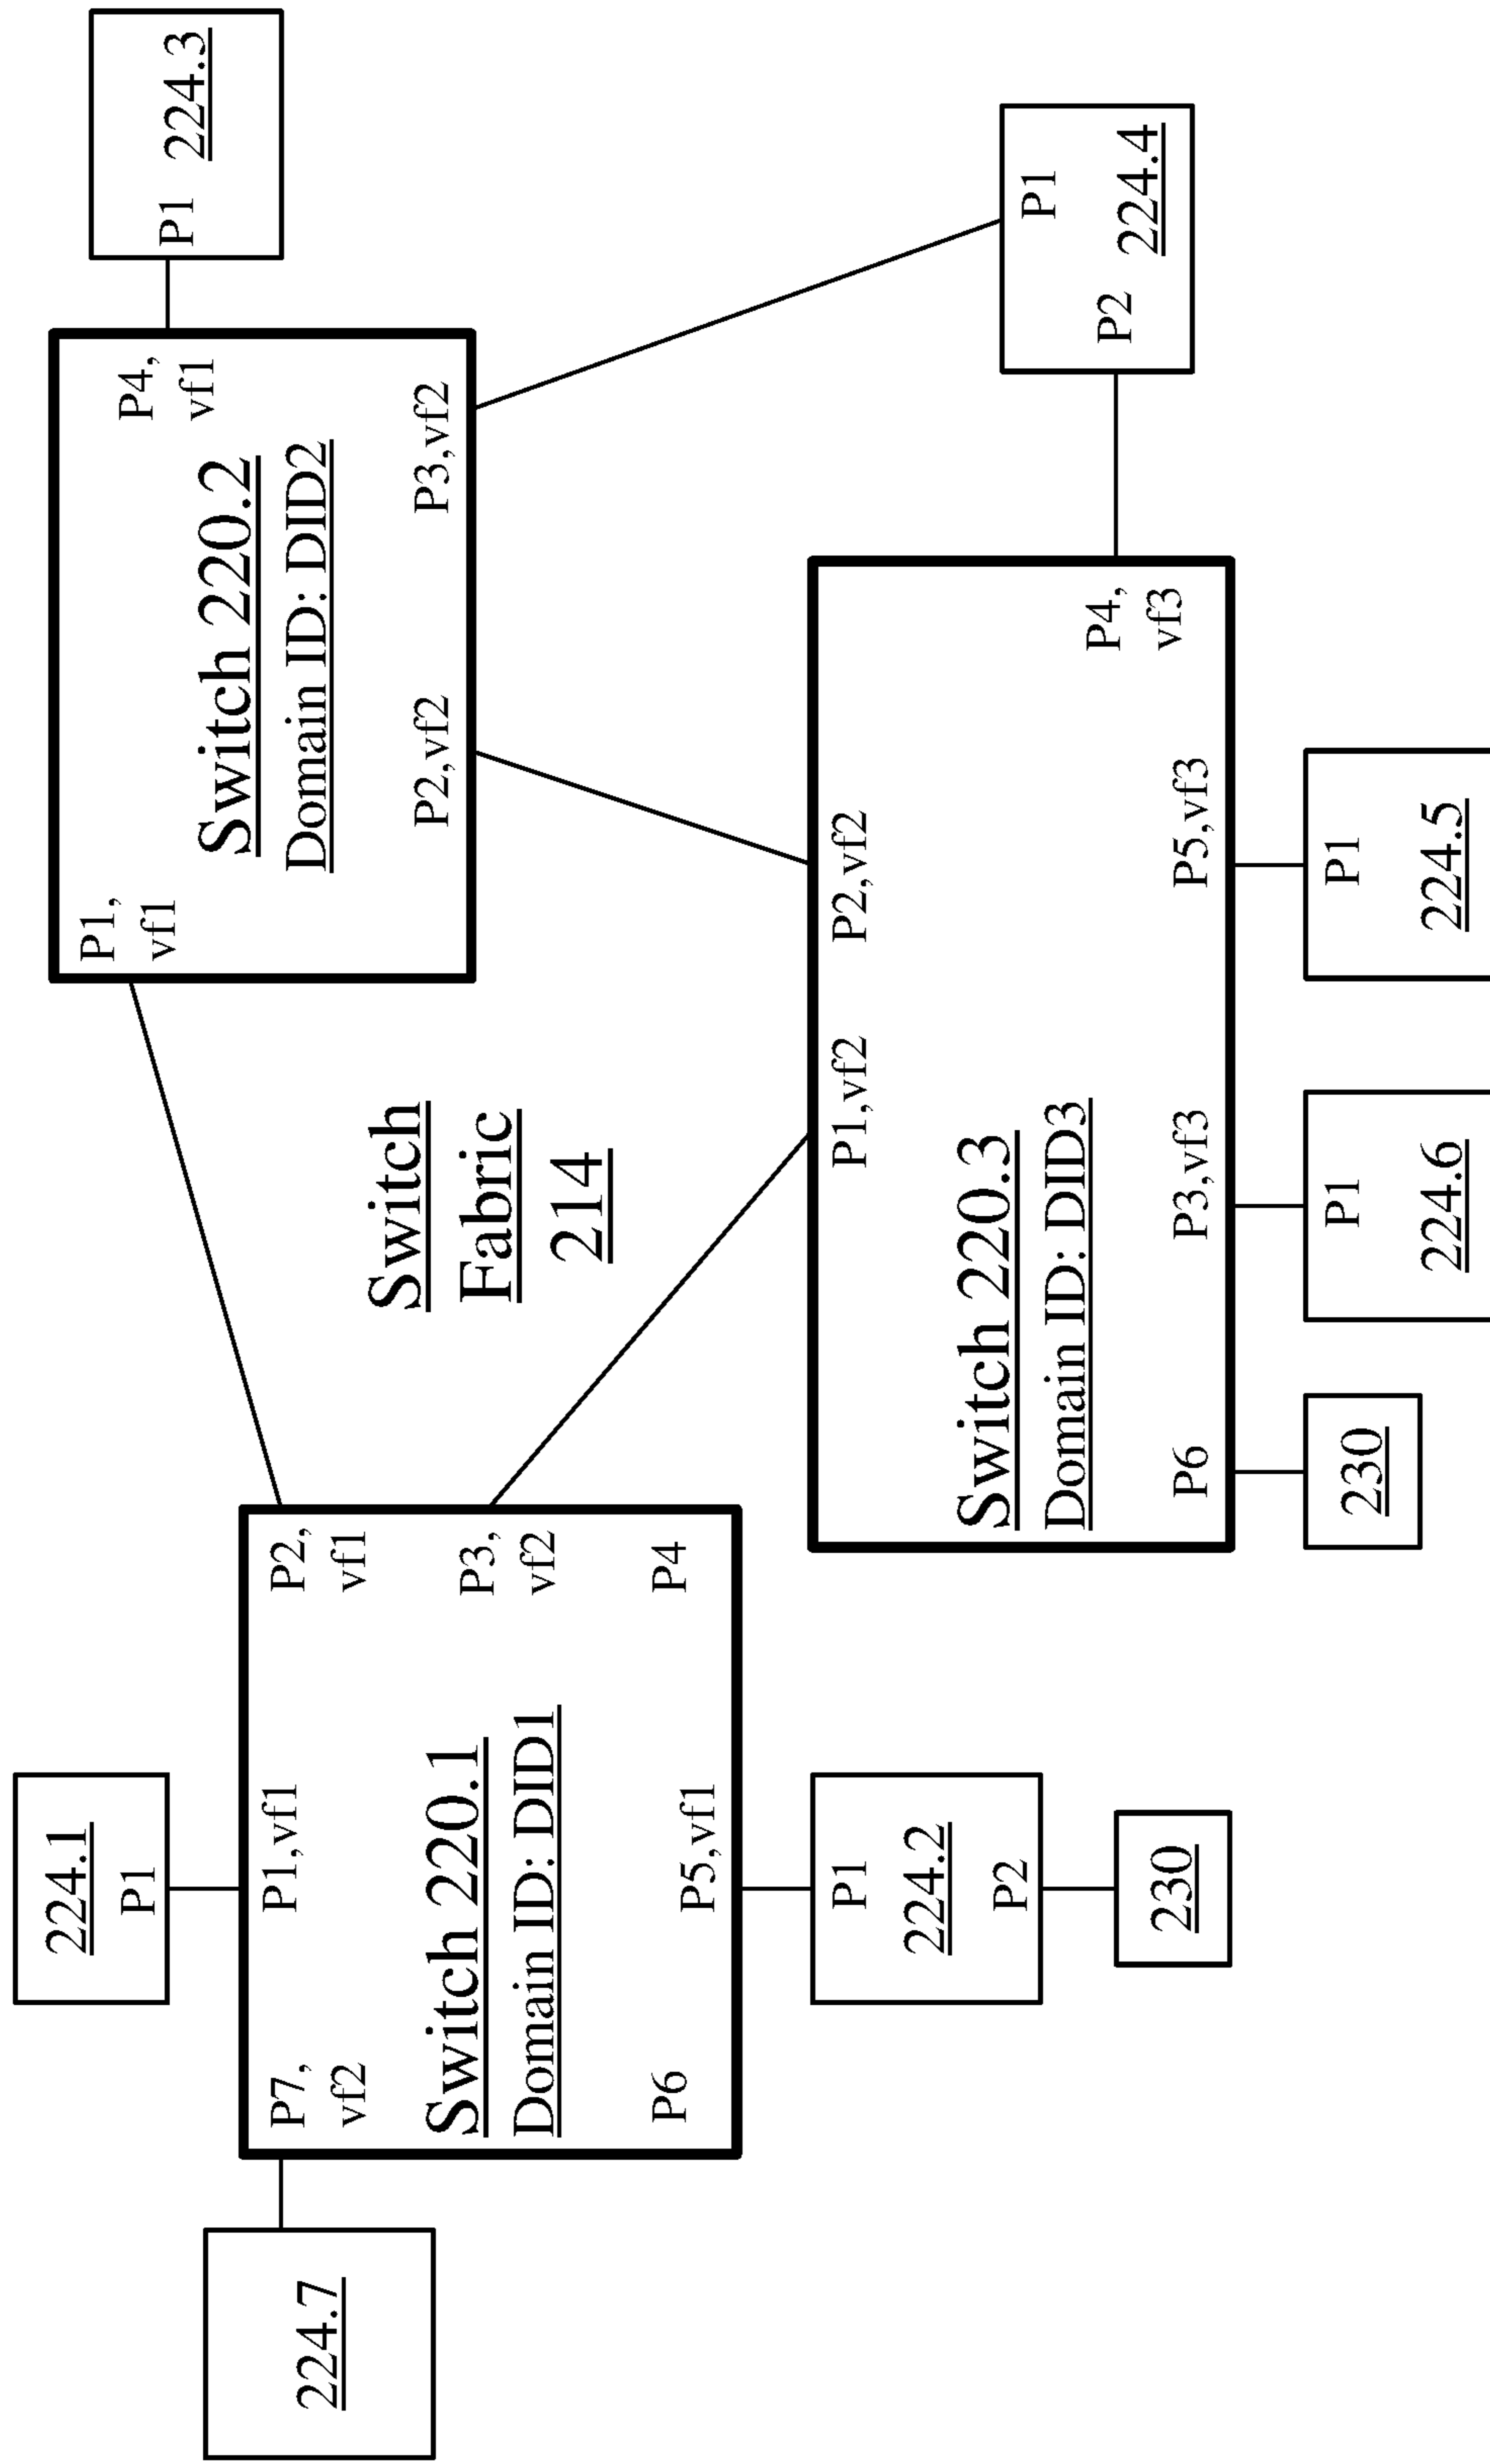 224.7
P7,
vf2
P1,vf1
P2,
vf1
Switch 220.1
Domain ID: DID1
P3,
vf2
P6
P5,vf1
P4
224.1
P1
P1
224.2
P2
230
Switch
Fabric
214
P1,
vf1
P4,
vf1
Switch 220.2
Domain ID: DID2
P2,vf2
P3,vf2
P1
224.3
P1,vf2
P2,vf2
Switch 220.3
Domain ID: DID3
P4,
vf3
P6
P3,vf3
P5,vf3
P1
P2
224.4
230
P1
224.6
P1
224.5